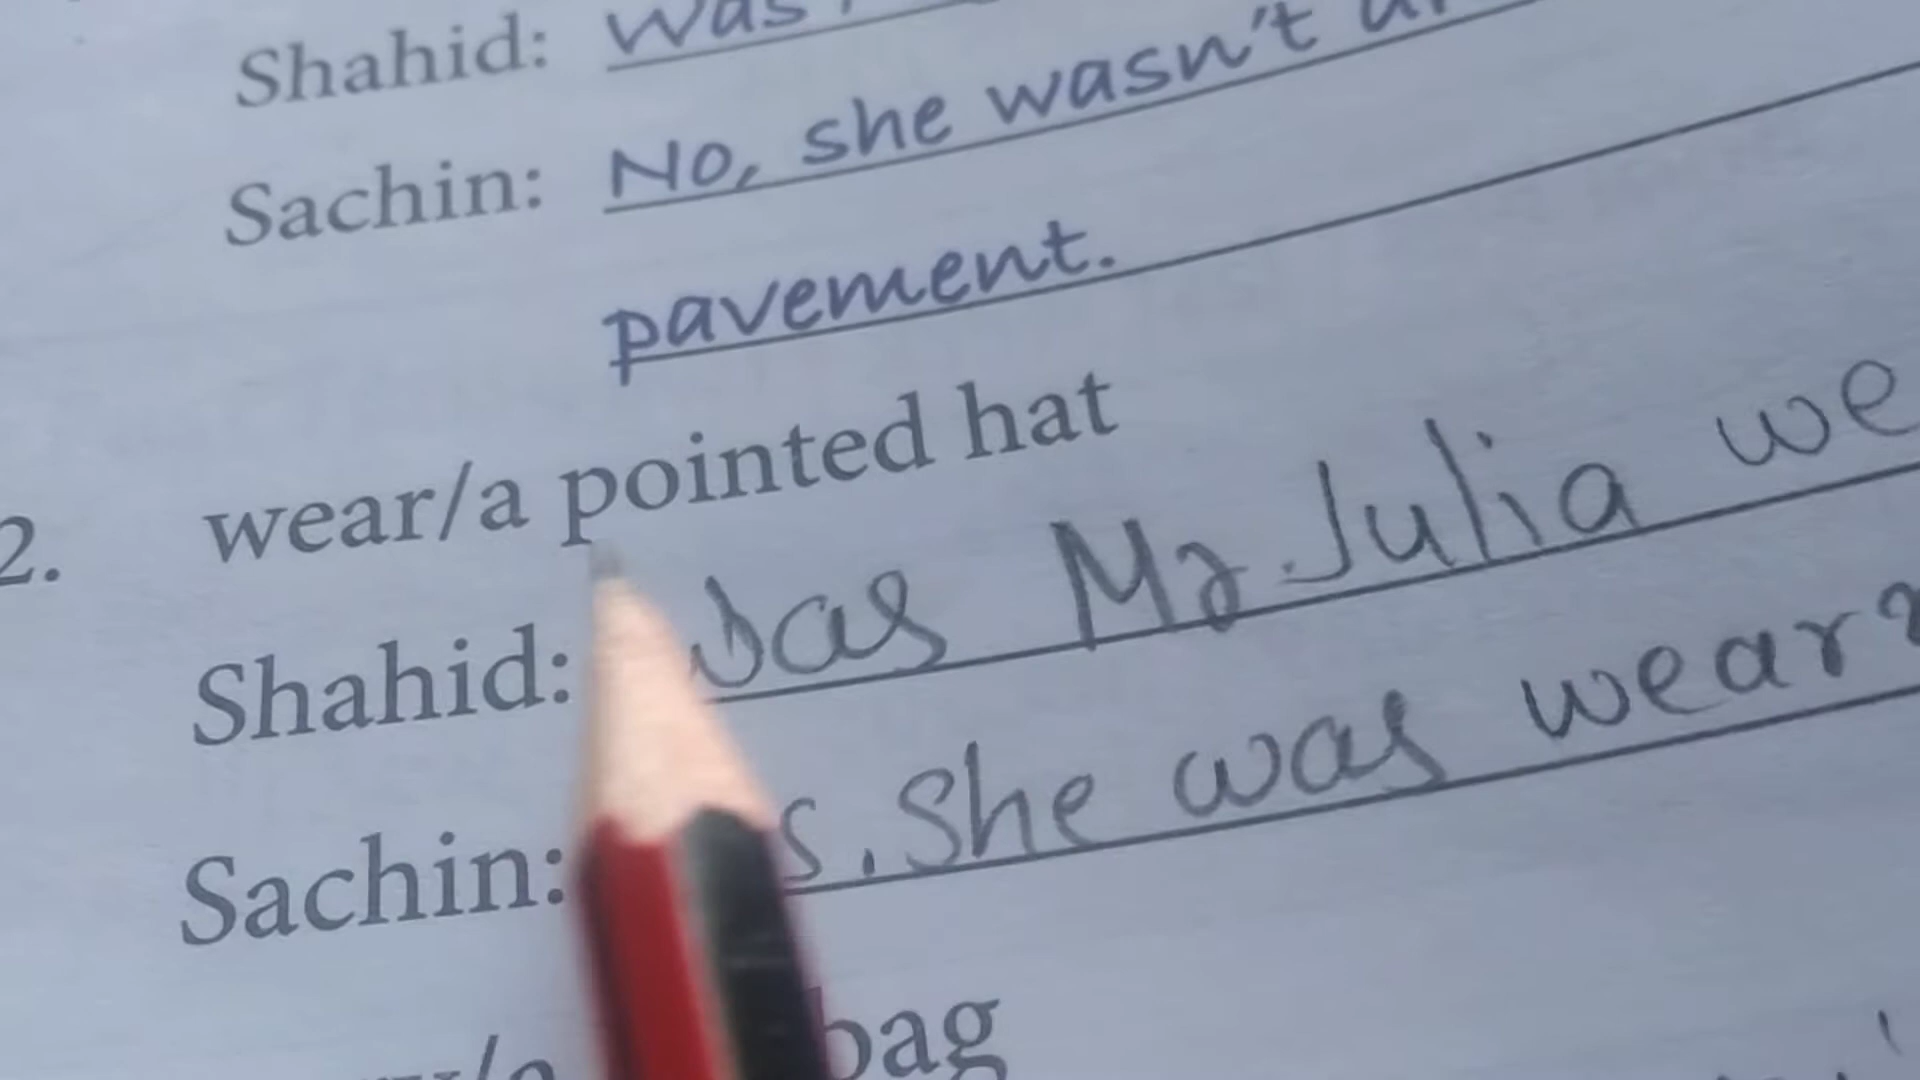 Shahid: Was
Sachin: No, she wasn't
pavement.
2. wear/a pointed hat
Shahid: Was Mr. Julia we
Sachin: s. She was wear
bag